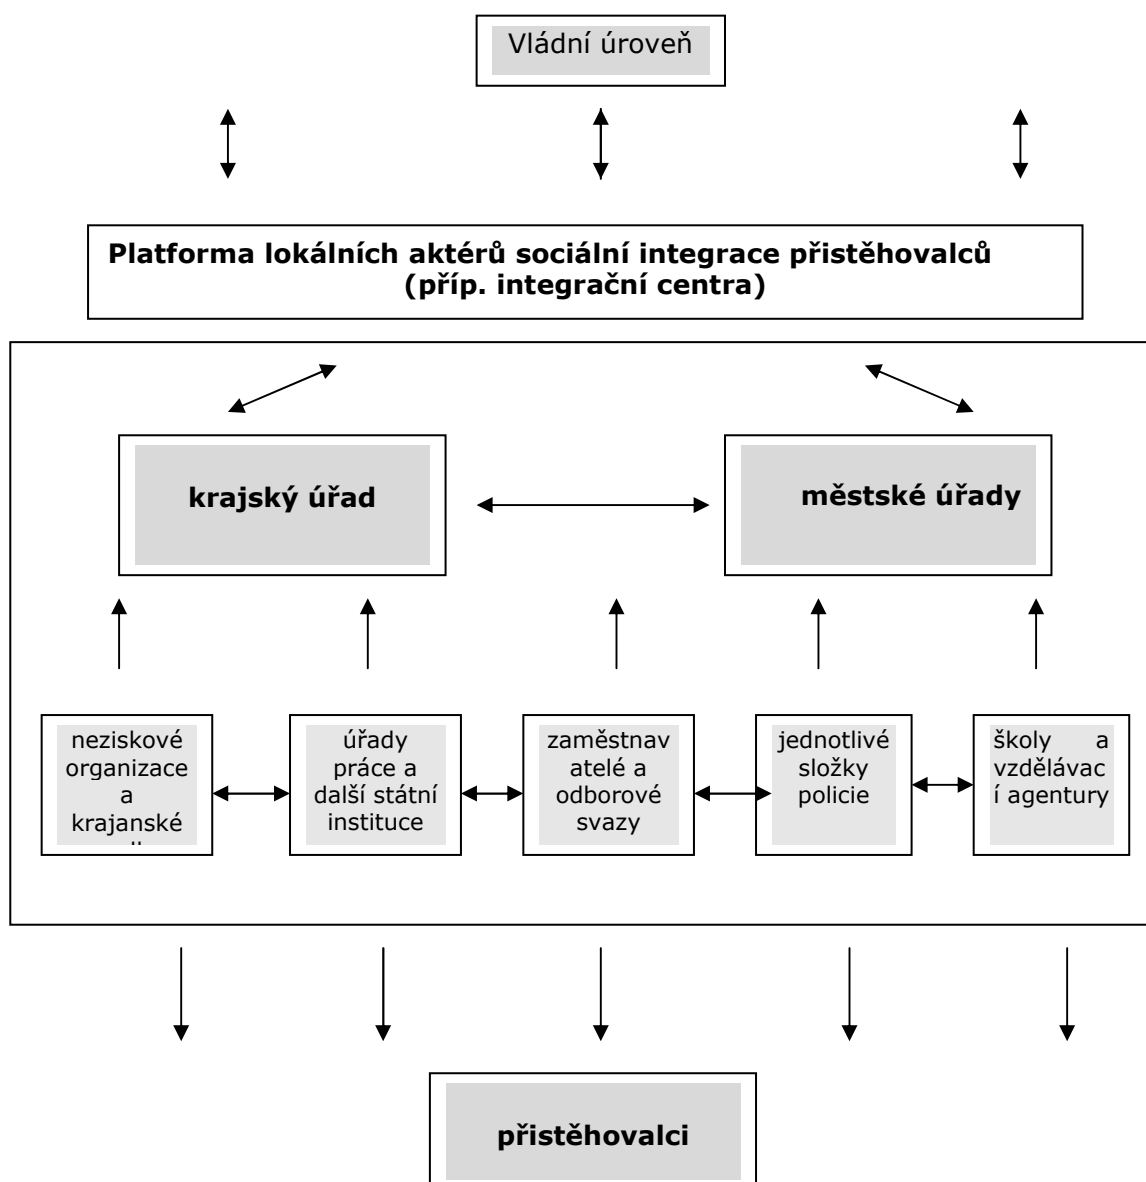 Vládní úroveň
Platforma lokálních aktérů sociální integrace přistěhovalců
(příp. integrační centra)
krajský úřad
městské úřady
neziskové
organizace
a
krajanské
úřady
práce a
další státní
instituce
zaměstnav
atelé a
odborové
svazy
jednotlivé
složky
policie
školy a
vzdělávac
í agentury
přistěhovalci